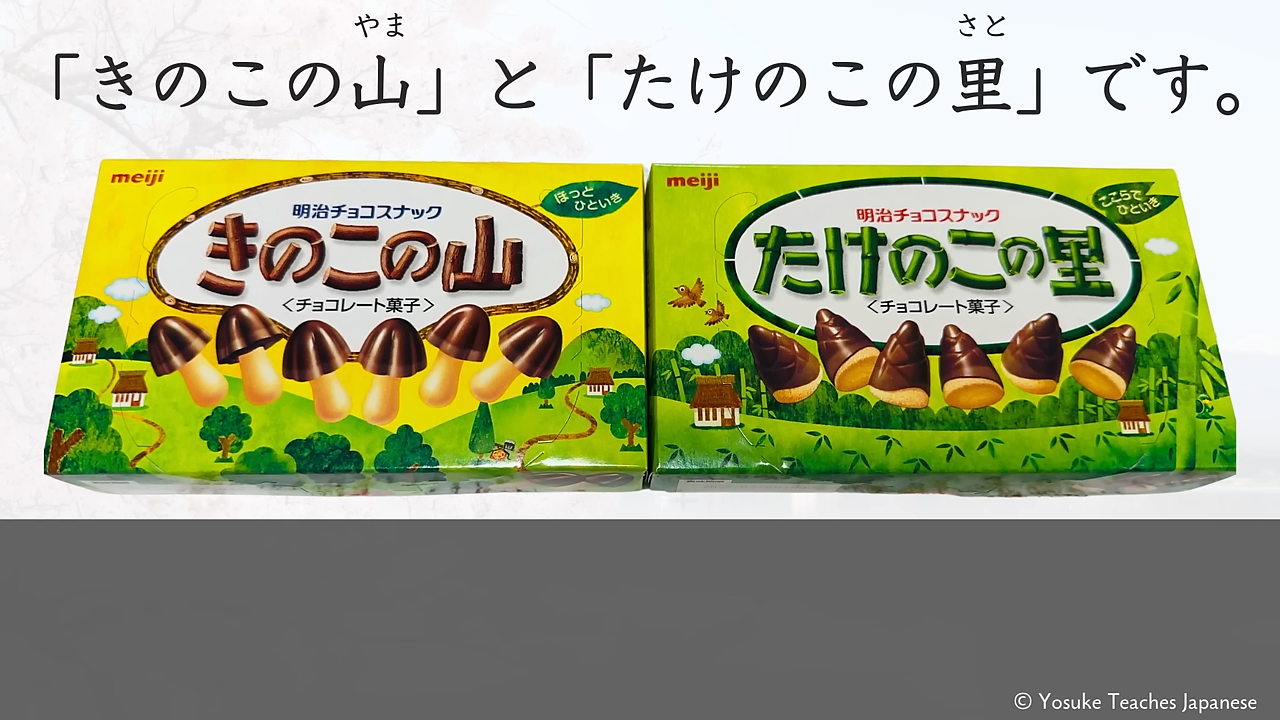 やま さと
「きのこの山」と「たけのこの里」です。
meiji
ほっと
ひといき
明治チョコスナック
きのこの山
〈チョコレート菓子〉
meiji
ここらで
ひといき
明治チョコスナック
たけのこの里
〈チョコレート菓子〉
© Yosuke Teaches Japanese